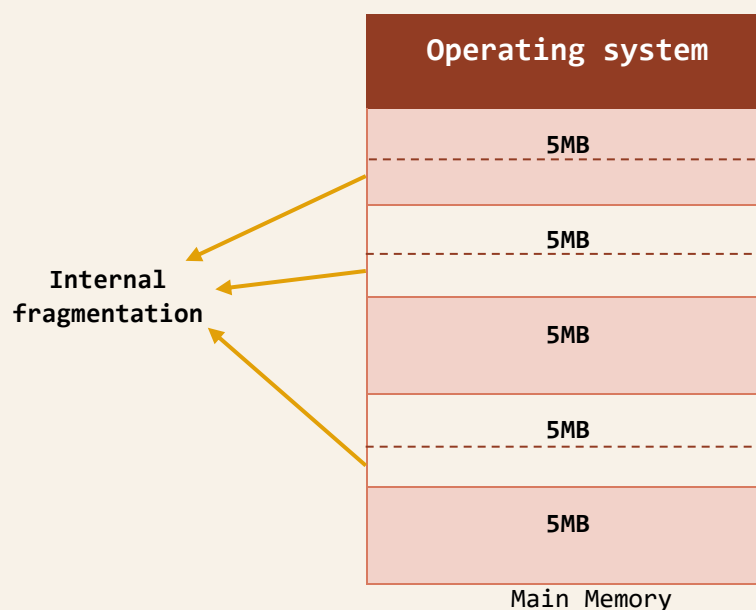 Operating system
5MB
5MB
Internal
fragmentation
5MB
5MB
5MB
Main Memory